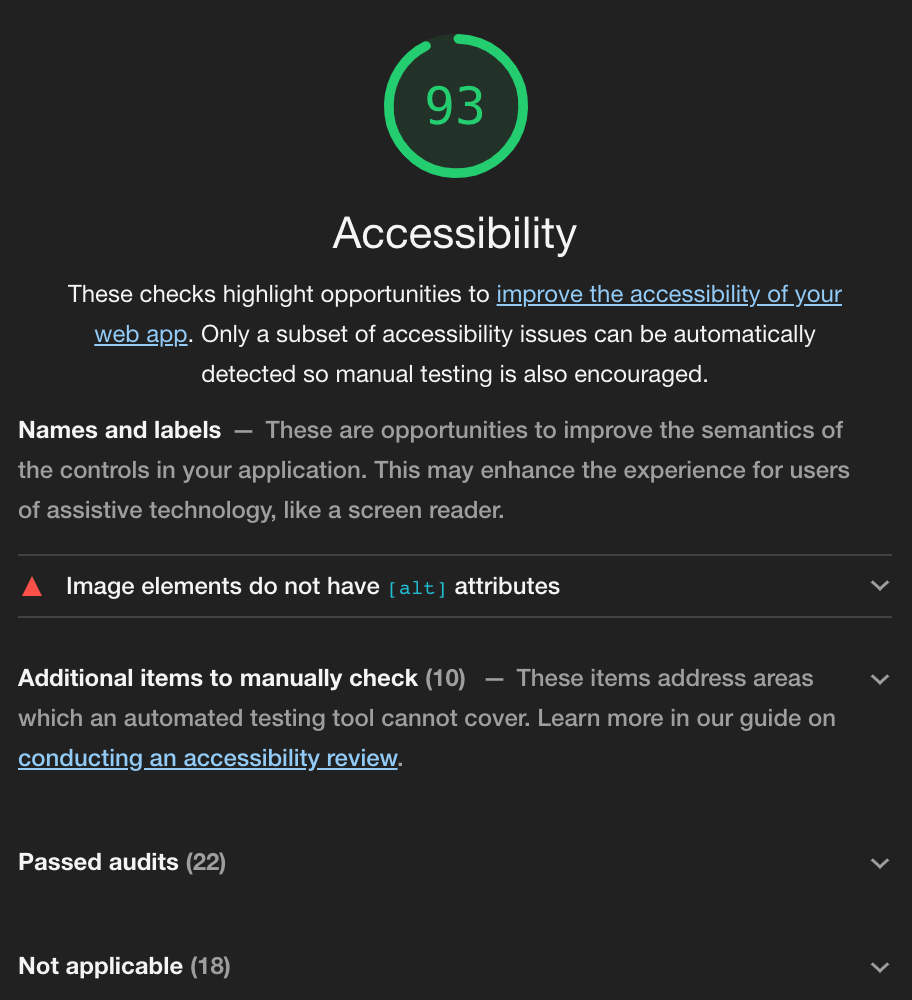 93
Accessibility
These checks highlight opportunities to improve the accessibility of your
web app. Only a subset of accessibility issues can be automatically
detected so manual testing is also encouraged.
Names and labels — These are opportunities to improve the semantics of
the controls in your application. This may enhance the experience for users
of assistive technology, like a screen reader.
Image elements do not have [alt] attributes
Additional items to manually check (10) — These items address areas
which an automated testing tool cannot cover. Learn more in our guide on
conducting an accessibility review.
Passed audits (22)
Not applicable (18)